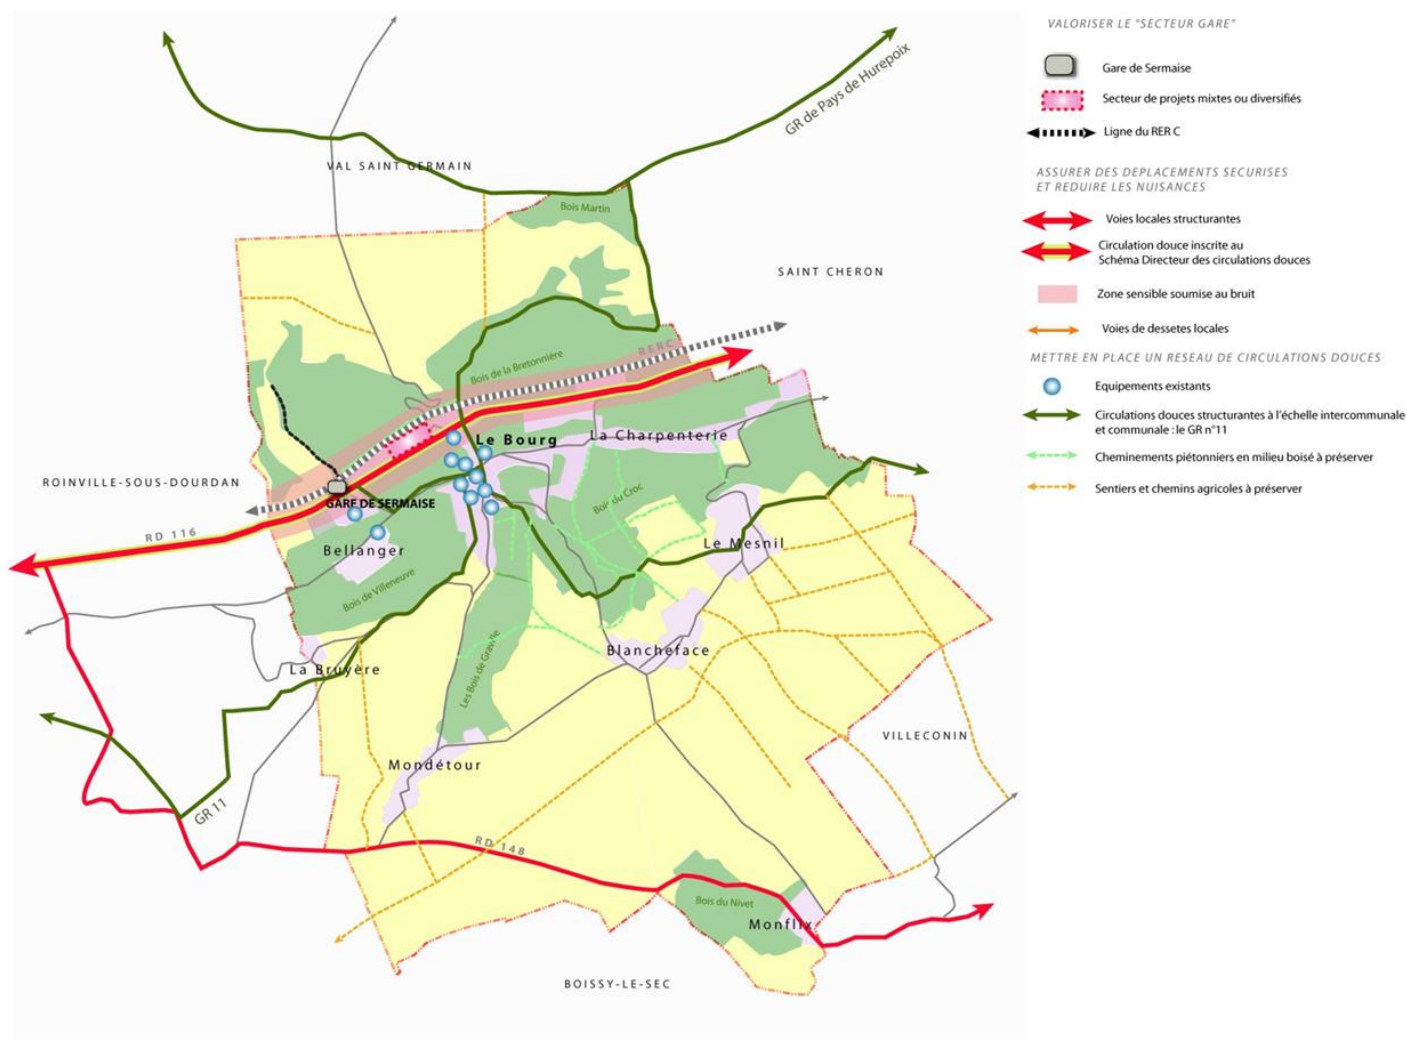 VALORISER LE "SECTEUR GARE"
Gare de Sermaise
Secteur de projets mixtes ou diversifiés
Ligne du RER C
ASSURER DES DEPLACEMENTS SECURISES
ET REDUIRE LES NUISANCES
Voies locales structurantes
Circulation douce inscrite au
Schéma Directeur des circulations douces
Zone sensible soumise au bruit
Voies de dessetes locales
METTRE EN PLACE UN RESEAU DE CIRCULATIONS DOUCES
Equipements existants
Circulations douces structurantes à l'échelle intercommunale
et communale : le GR n°11
Cheminements piétonniers en milieu boisé à préserver
Sentiers et chemins agricoles à préserver
GR de Pays de Hurepoix
VAL SAINT GERMAIN
Bois Martin
SAINT CHERON
RER C
Bois de la Bretonnière
Le Bourg
La Charpenterie
ROINVILLE-SOUS-DOURDAN
GARE DE SERMAISE
Bois du Croc
RD 116
Bellanger
Le Mesnil
Bois de Villeneuve
Blancheface
La Bruyère
Les Bois de Gravelle
VILLECONIN
Mondétour
GR 11
RD 148
Bois du Nivet
Monflix
BOISSY-LE-SEC